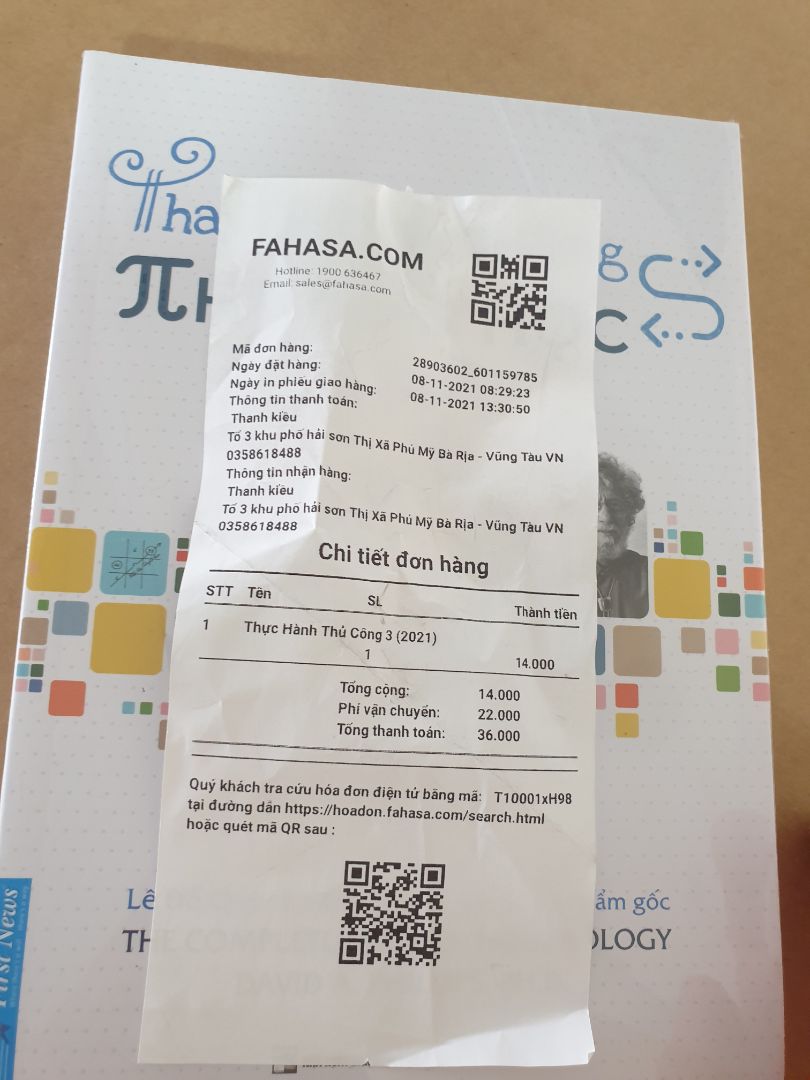 Tha
FAHASA.COM
Hotline: 1900 636467
Email: sales@fahasa.com
Mã đơn hàng: 28903602_601159785
Ngày đặt hàng: 08-11-2021 08:29:23
Ngày in phiếu giao hàng: 08-11-2021 13:30:50
Thông tin thanh toán:
Thanh kiều
Tổ 3 khu phố hải sơn Thị Xã Phú Mỹ Bà Rịa - Vũng Tàu VN
0358618488
Thông tin nhận hàng:
Thanh kiều
Tổ 3 khu phố hải sơn Thị Xã Phú Mỹ Bà Rịa - Vũng Tàu VN
0358618488
Chi tiết đơn hàng
STT Tên SL Thành tiền
1 Thực Hành Thủ Công 3 (2021)
1 14.000
Tổng cộng: 14.000
Phí vận chuyển: 22.000
Tổng thanh toán: 36.000
Quý khách tra cứu hóa đơn điện tử bằng mã: T10001xH98
tại đường dẫn https://hoadon.fahasa.com/search.html
hoặc quét mã QR sau :
Lê ẩm gốc
TH OLOGY
First News